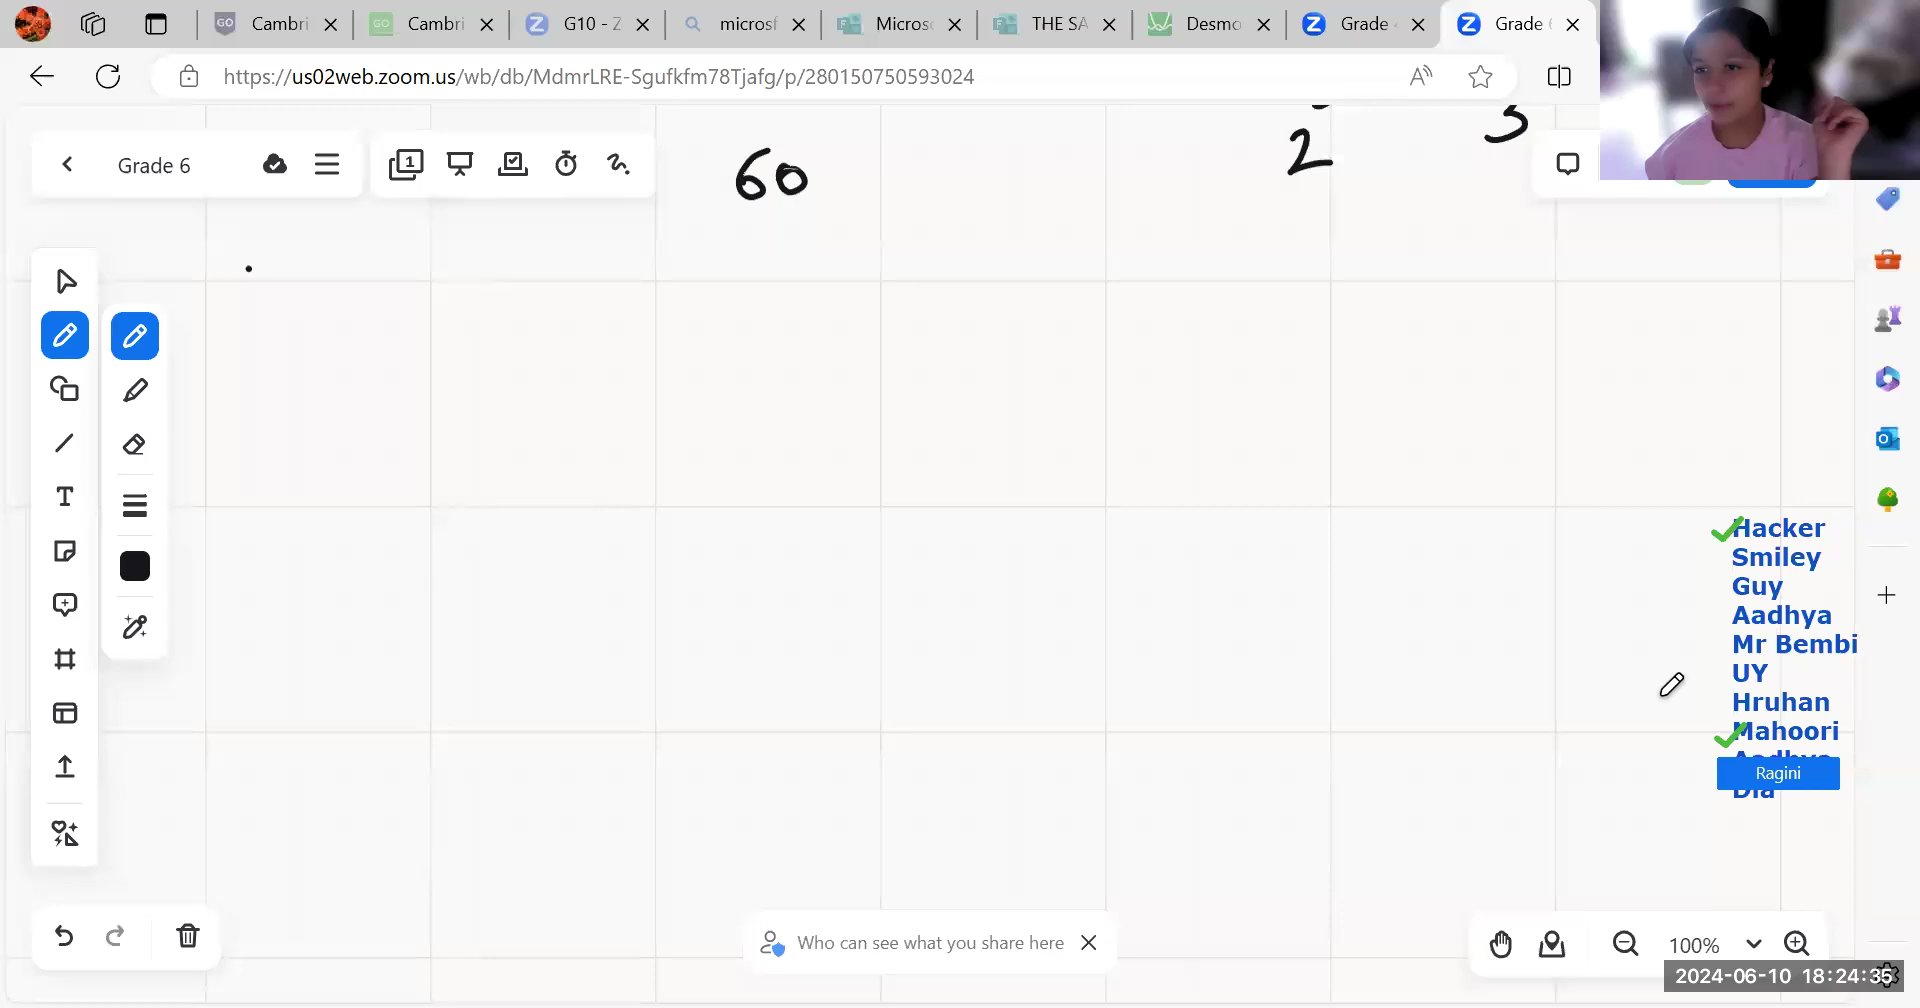 Cambri
Cambri
G10 - Z
microsf
Micros
THE SA
Desmo
Grade
Grade
https://us02web.zoom.us/wb/db/MdmrLRE-Sgufkfm78Tjafg/p/280150750593024
Grade 6
1
60
2
3
Hacker
Smiley
Guy
Aadhya
Mr Bembi
UY
Hruhan
Mahoori
Aadhya
Ragini
Dia
Who can see what you share here
100%
2024-06-10 18:24:35